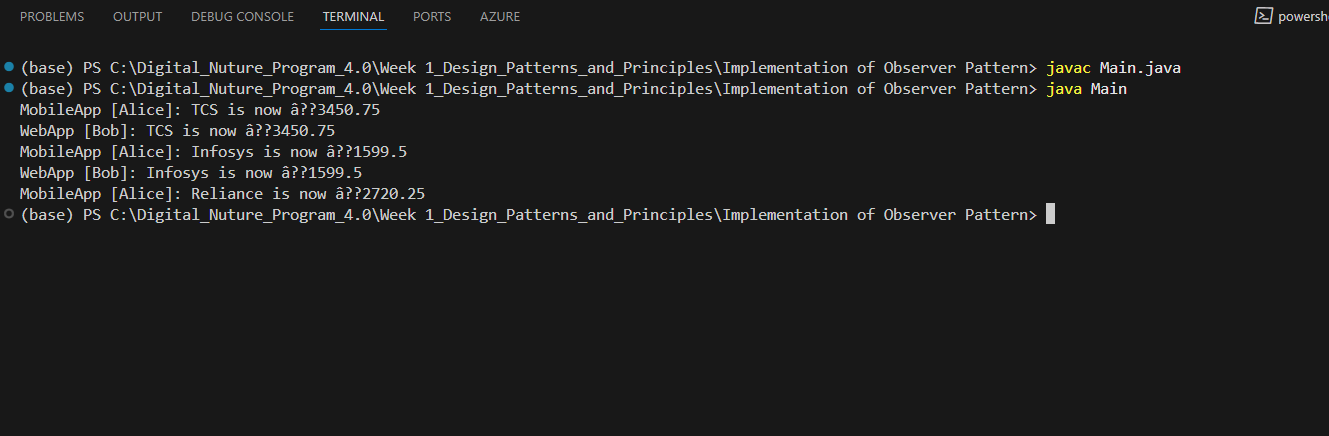 PROBLEMS OUTPUT DEBUG CONSOLE TERMINAL PORTS AZURE powersh
(base) PS C:\Digital_Nuture_Program_4.0\Week 1_Design_Patterns_and_Principles\Implementation of Observer Pattern> javac Main.java
(base) PS C:\Digital_Nuture_Program_4.0\Week 1_Design_Patterns_and_Principles\Implementation of Observer Pattern> java Main
MobileApp [Alice]: TCS is now â??3450.75
WebApp [Bob]: TCS is now â??3450.75
MobileApp [Alice]: Infosys is now â??1599.5
WebApp [Bob]: Infosys is now â??1599.5
MobileApp [Alice]: Reliance is now â??2720.25
(base) PS C:\Digital_Nuture_Program_4.0\Week 1_Design_Patterns_and_Principles\Implementation of Observer Pattern>